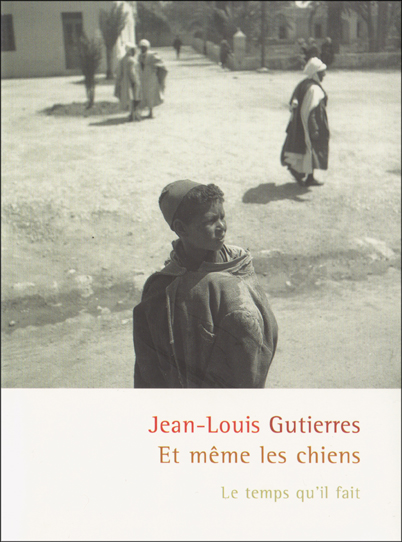 Jean-Louis Gutierres
Et même les chiens
Le temps qu'il fait